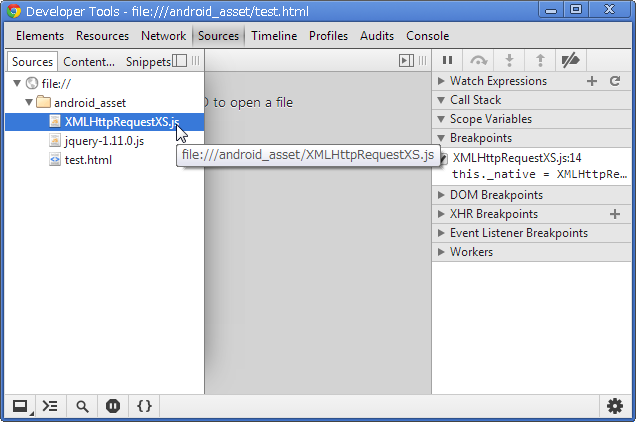 Developer Tools - file:///android_asset/test.html
Elements Resources Network Sources Timeline Profiles Audits Console
Sources Content... Snippets
file://
android_asset
XMLHttpRequestXS.js
jquery-1.11.0.js
test.html
to open a file
file:///android_asset/XMLHttpRequestXS.js
Watch Expressions
Call Stack
Scope Variables
Breakpoints
XMLHttpRequestXS.js:14
this._native = XMLHttpRe...
DOM Breakpoints
XHR Breakpoints
Event Listener Breakpoints
Workers